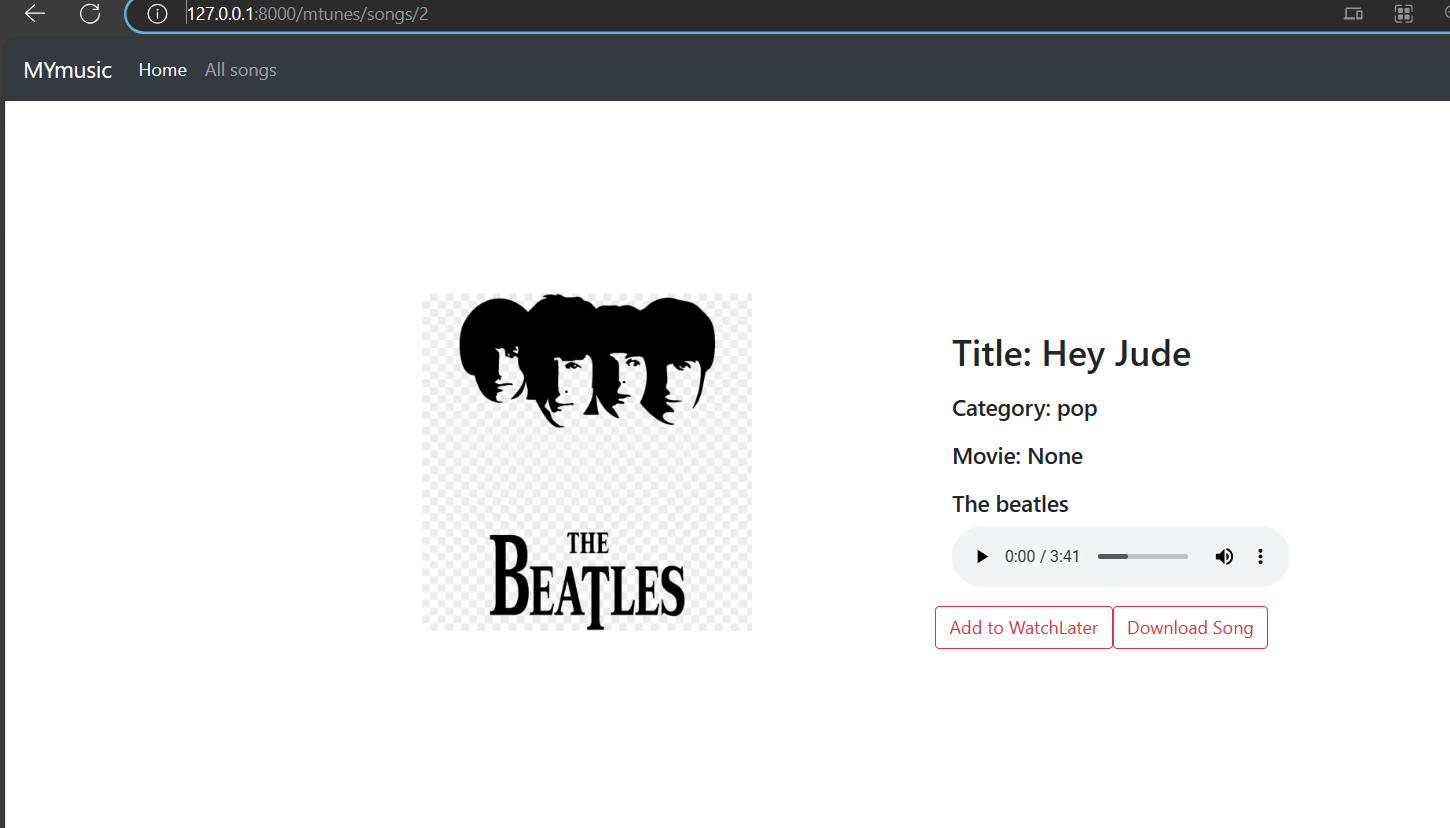 127.0.0.1:8000/mtunes/songs/2
MYmusic Home All songs
THE
BEATLES
Title: Hey Jude
Category: pop
Movie: None
The beatles
0:00 / 3:41
Add to WatchLater Download Song